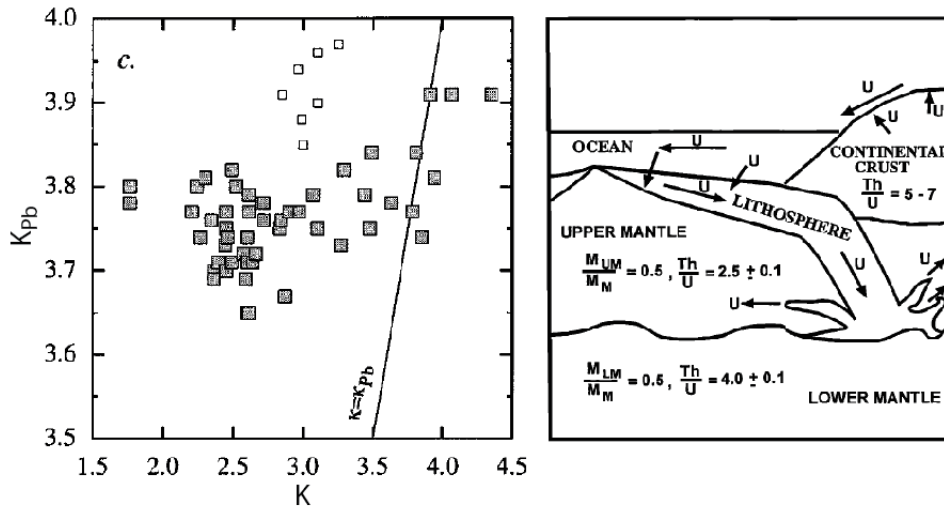 4.0
3.9
3.8
3.7
3.6
3.5
K_Pb
c.
κ=κPb
1.5 2.0 2.5 3.0 3.5 4.0 4.5
K
U
U
U
U
OCEAN
U
U
U
CONTINENTAL
CRUST
Th/U = 5 - 7
LITHOSPHERE
UPPER MANTLE
M_UM/M_M = 0.5 , Th/U = 2.5 ± 0.1
U
U
U
M_LM/M_M = 0.5 , Th/U = 4.0 ± 0.1
LOWER MANTLE